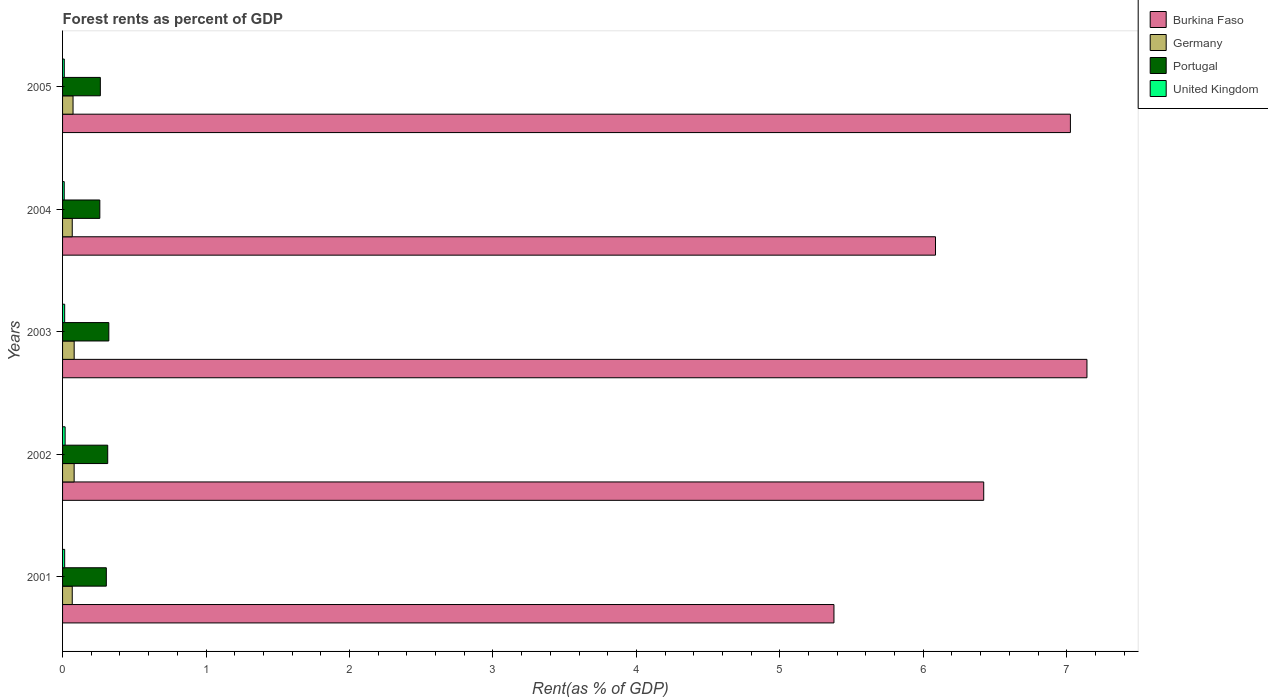 Forest rents as percent of GDP
Burkina Faso
Germany
Portugal
United Kingdom
Years
2005
2004
2003
2002
2001
0 1 2 3 4 5 6 7
Rent(as % of GDP)